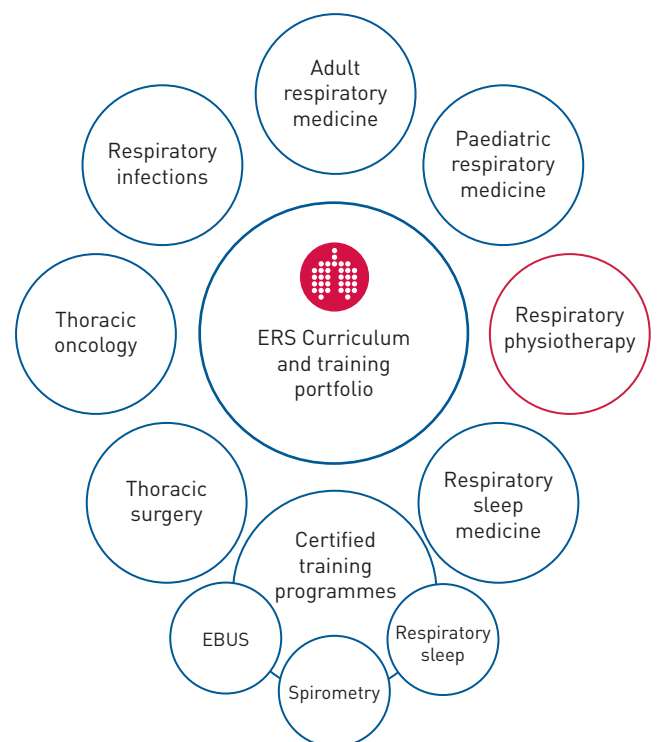 Adult
respiratory
medicine
Paediatric
respiratory
medicine
Respiratory
infections
Respiratory
physiotherapy
Thoracic
oncology
ERS Curriculum
and training
portfolio
Respiratory
sleep
medicine
Thoracic
surgery
Certified
training
programmes
EBUS
Respiratory
sleep
Spirometry